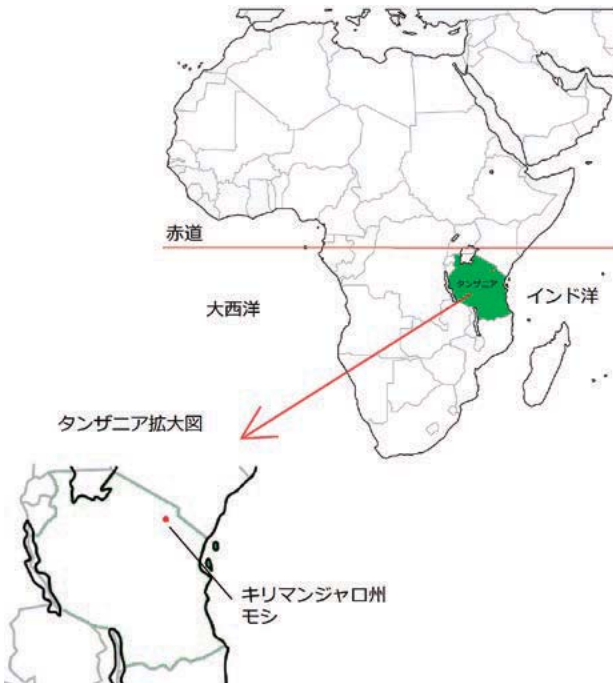 赤道
タンザニア
インド洋
大西洋
タンザニア拡大図
キリマンジャロ州
モシ